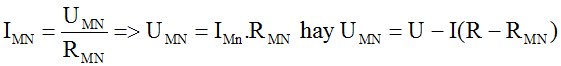 I_MN = U_MN / R_MN => U_MN = I_Mn.R_MN hay U_MN = U − I(R − R_MN)